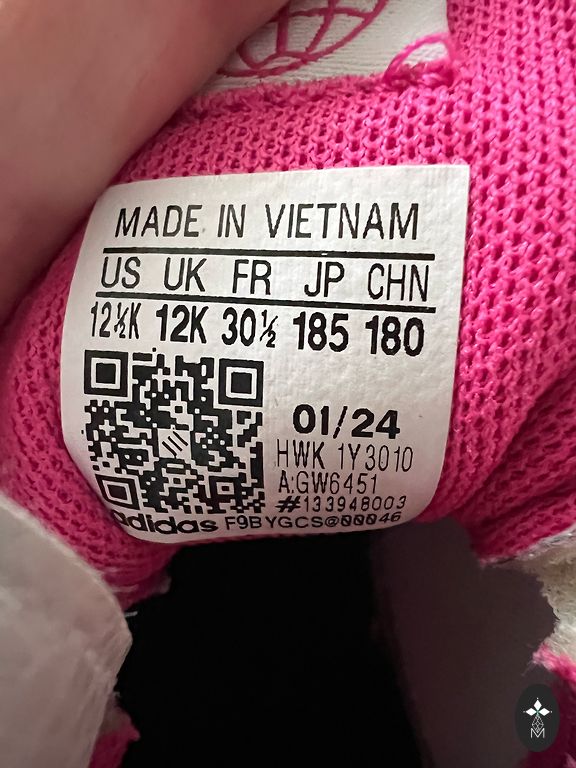 MADE IN VIETNAM
US UK FR JP CHN
12½K 12K 30½ 185 180
01/24
HWK 1Y3010
A:GW6451
#133948003
adidas F9BYGCS@00046
M